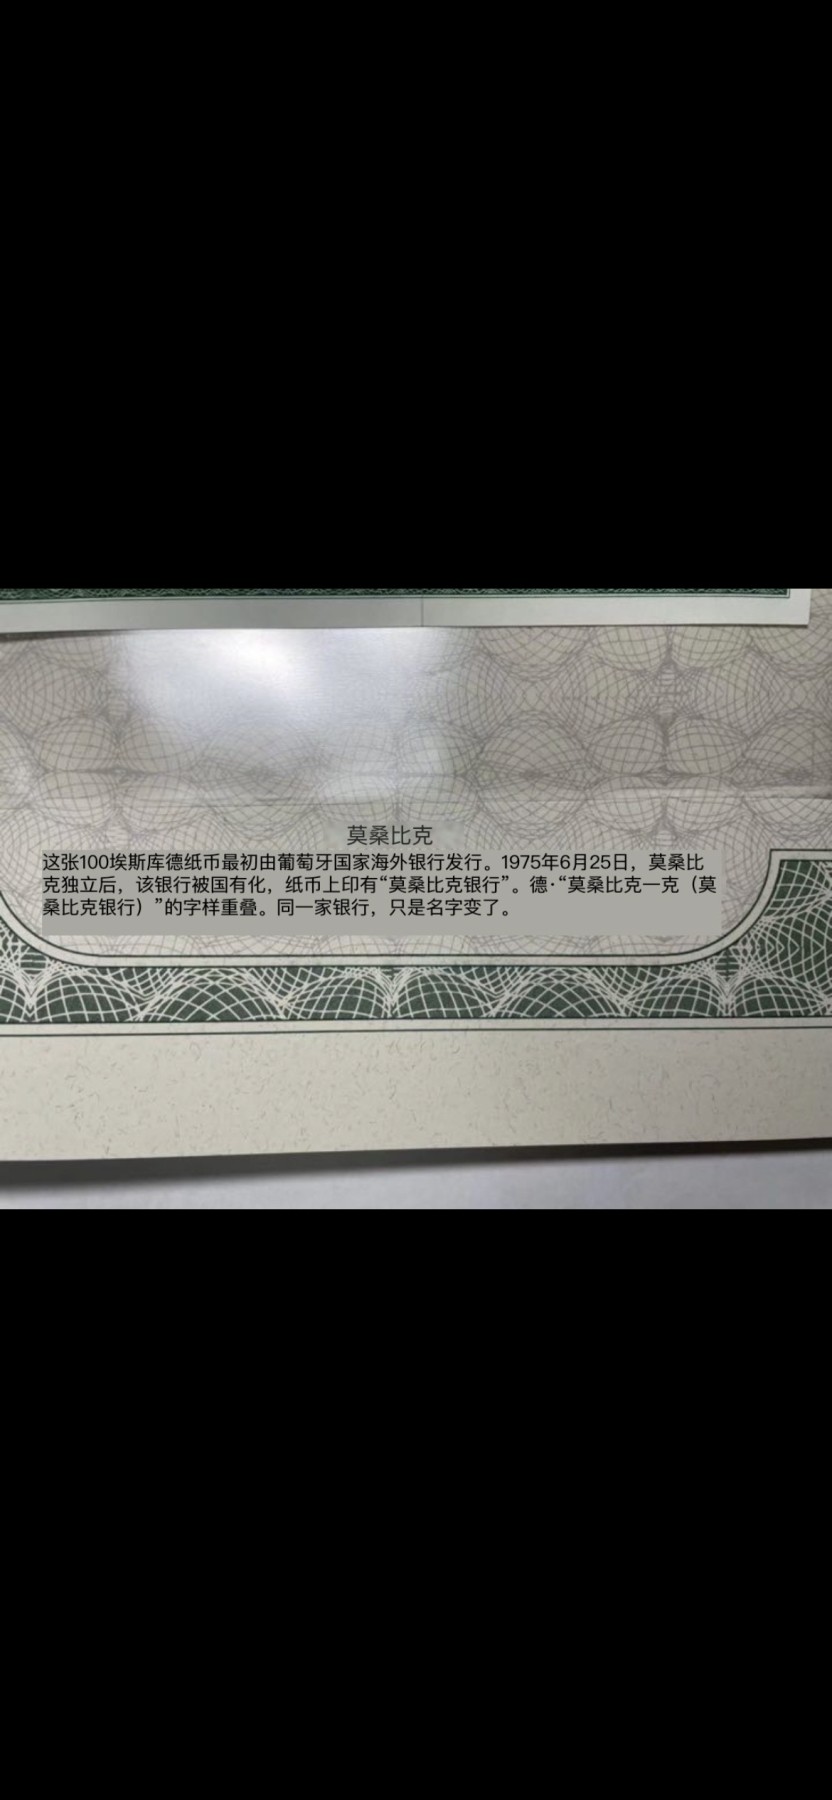 莫桑比克
这张100埃斯库德纸币最初由葡萄牙国家海外银行发行。1975年6月25日，莫桑比
克独立后，该银行被国有化，纸币上印有“莫桑比克银行”。德·“莫桑比克一克（莫
桑比克银行）”的字样重叠。同一家银行，只是名字变了。